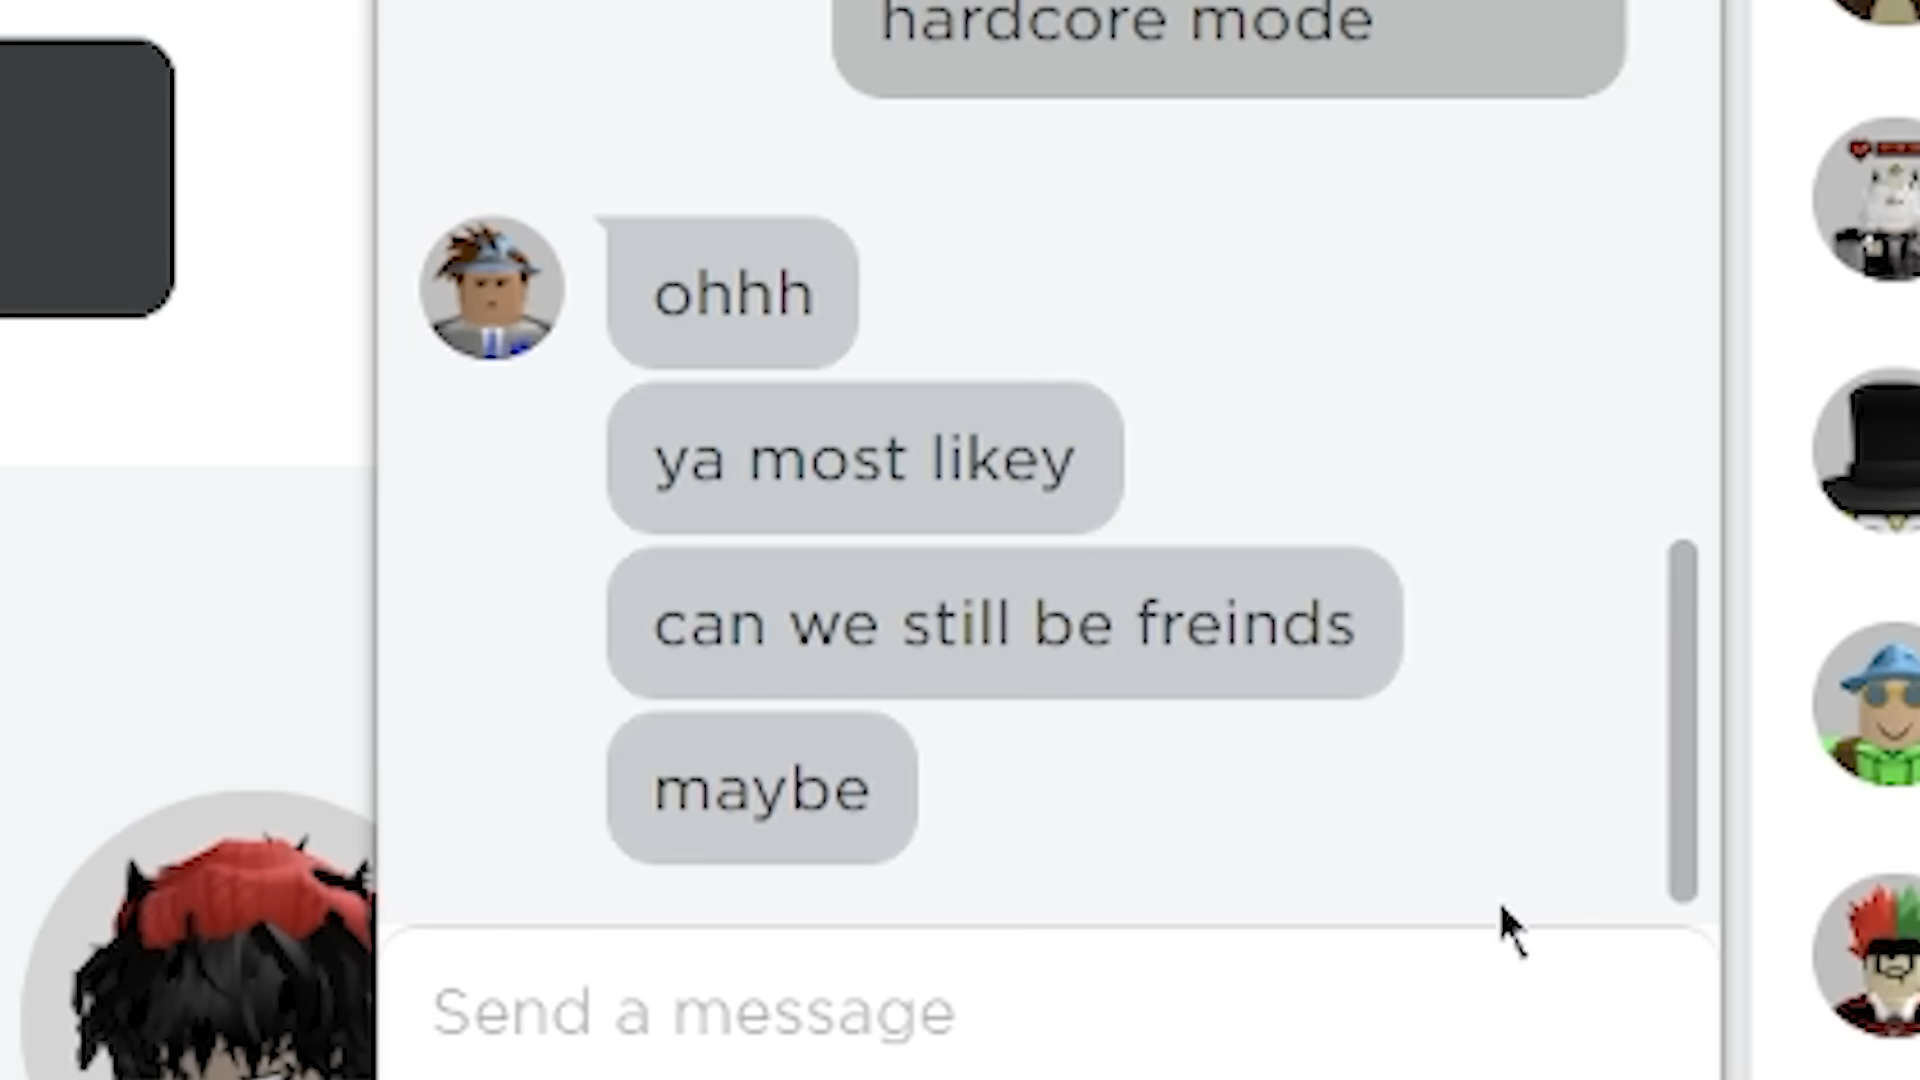 hardcore mode
ohhh
ya most likey
can we still be freinds
maybe
Send a message